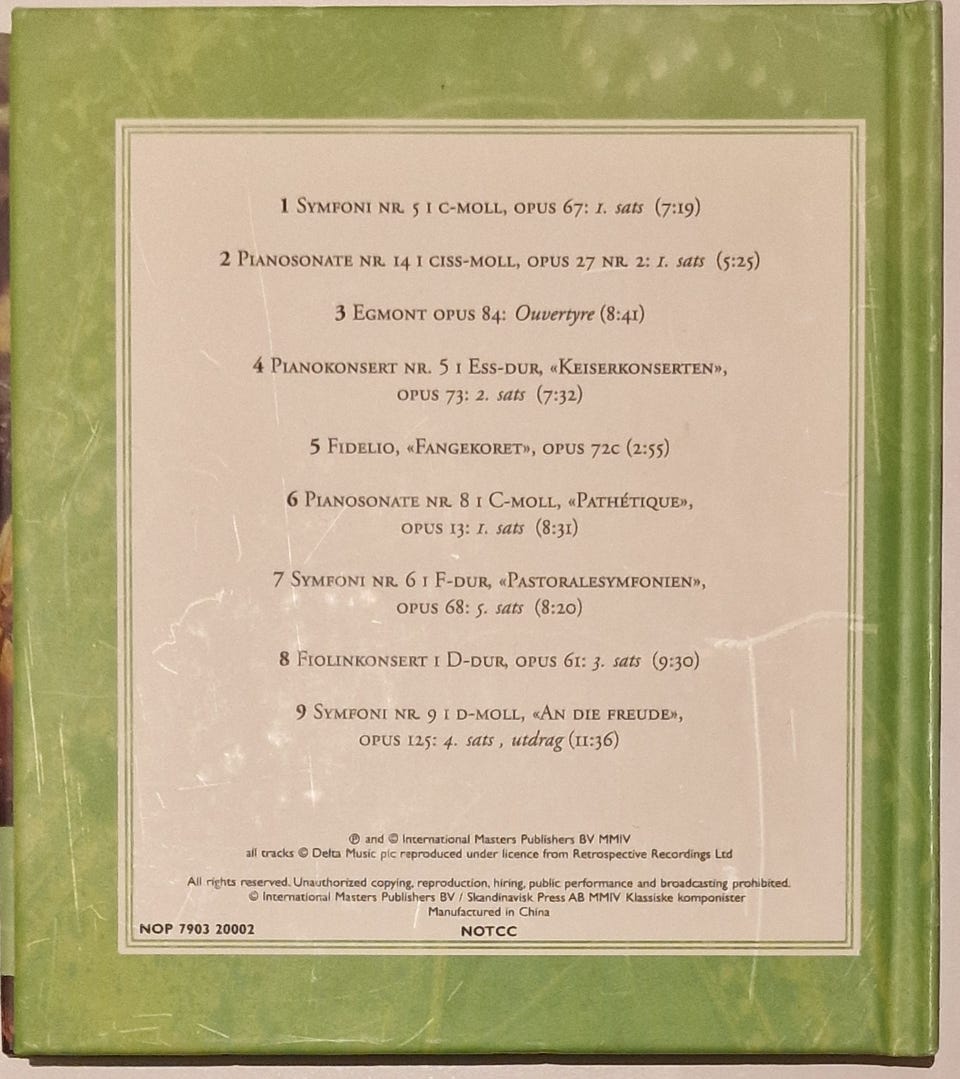 1 Symfoni nr. 5 i c-moll, opus 67: 1. sats (7:19)
2 Pianosonate nr. 14 i ciss-moll, opus 27 nr. 2: 1. sats (5:25)
3 Egmont opus 84: Ouvertyre (8:41)
4 Pianokonsert nr. 5 i Ess-dur, «Keiserkonserten»,
opus 73: 2. sats (7:32)
5 Fidelio, «Fangekoret», opus 72c (2:55)
6 Pianosonate nr. 8 i C-moll, «Pathétique»,
opus 13: 1. sats (8:31)
7 Symfoni nr. 6 i F-dur, «Pastoralesymfonien»,
opus 68: 5. sats (8:20)
8 Fiolinkonsert i D-dur, opus 61: 3. sats (9:30)
9 Symfoni nr. 9 i d-moll, «An die Freude»,
opus 125: 4. sats , utdrag (11:36)
℗ and © International Masters Publishers BV MMIV
all tracks © Delta Music plc reproduced under licence from Retrospective Recordings Ltd
All rights reserved. Unauthorized copying, reproduction, hiring, public performance and broadcasting prohibited.
© International Masters Publishers BV / Skandinavisk Press AB MMIV Klassiske komponister
Manufactured in China
NOP 7903 20002 NOTCC